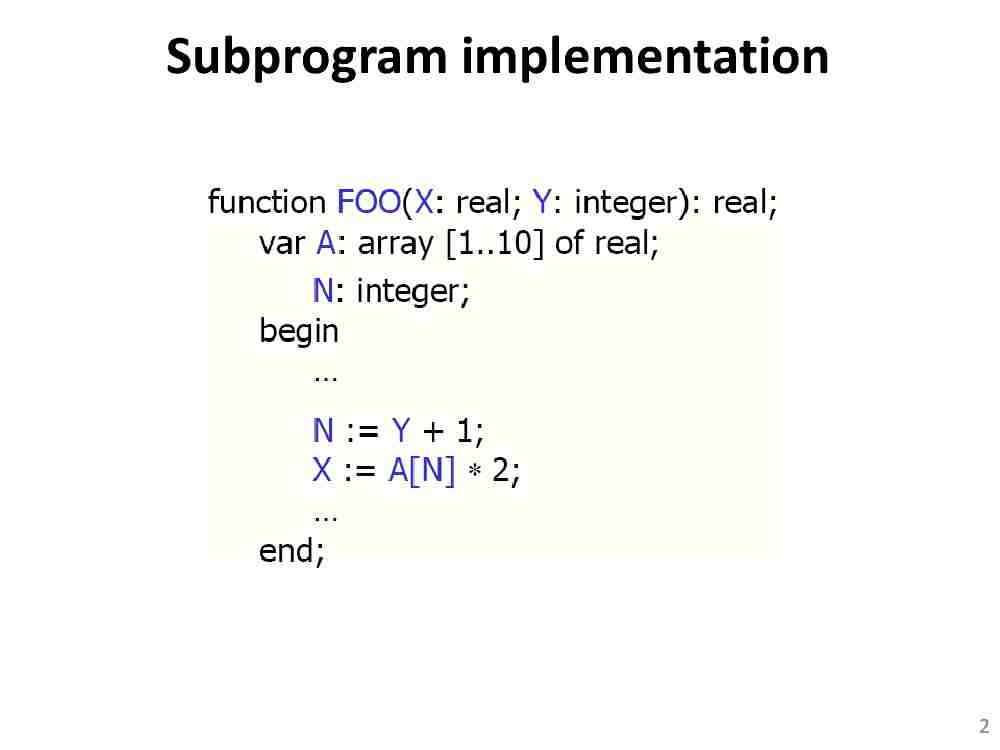 Subprogram implementation
function FOO(X: real; Y: integer): real;
var A: array [1..10] of real;
N: integer;
begin
…
N := Y + 1;
X := A[N] * 2;
…
end;
2